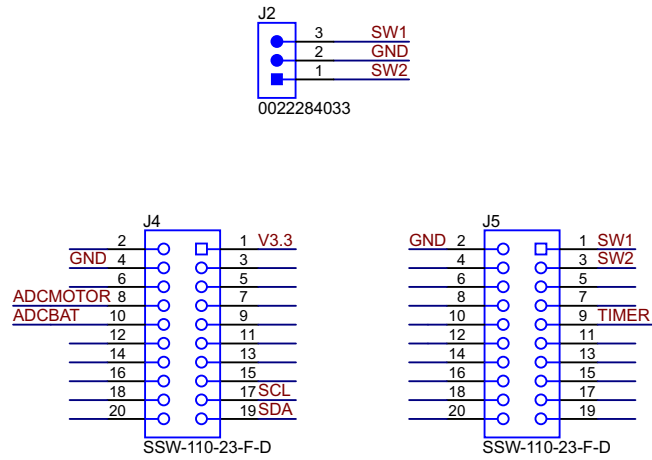 J2
3 SW1
2 GND
1 SW2
0022284033
J4
2 1 V3.3
GND 4 3
6 5
ADCMOTOR 8 7
ADCBAT 10 9
12 11
14 13
16 15
18 17 SCL
20 19 SDA
SSW-110-23-F-D
J5
GND 2 1 SW1
4 3 SW2
6 5
8 7
10 9 TIMER
12 11
14 13
16 15
18 17
20 19
SSW-110-23-F-D